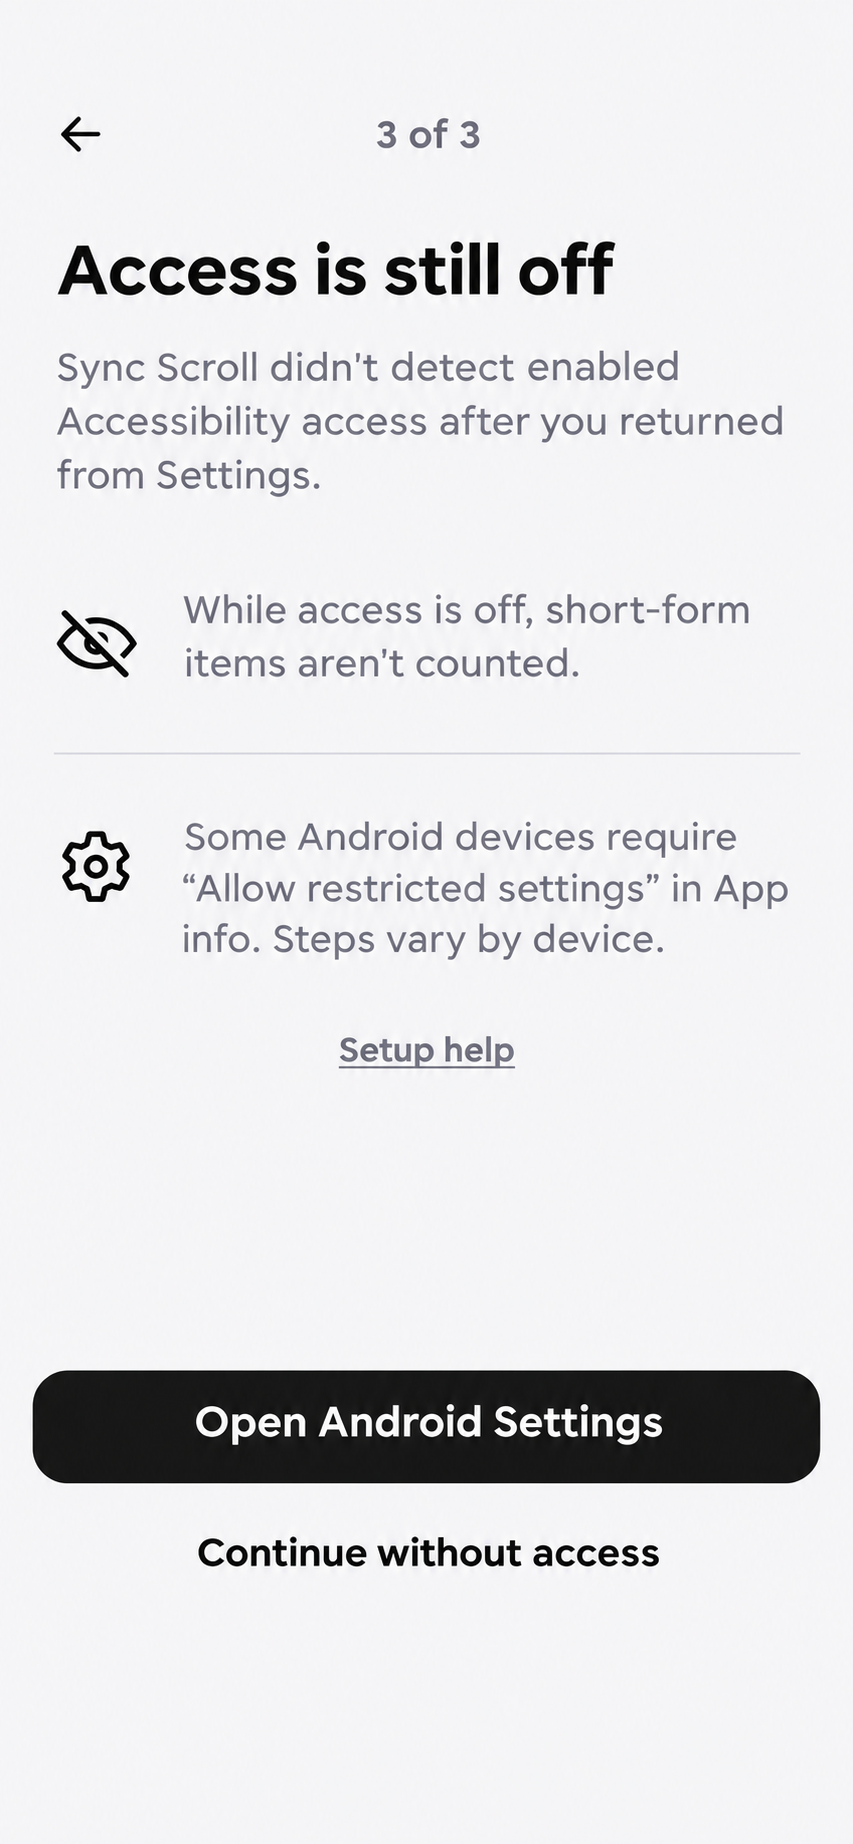 3 of 3
Access is still off
Sync Scroll didn't detect enabled
Accessibility access after you returned
from Settings.
While access is off, short-form
items aren't counted.
Some Android devices require
“Allow restricted settings” in App
info. Steps vary by device.
Setup help
Open Android Settings
Continue without access